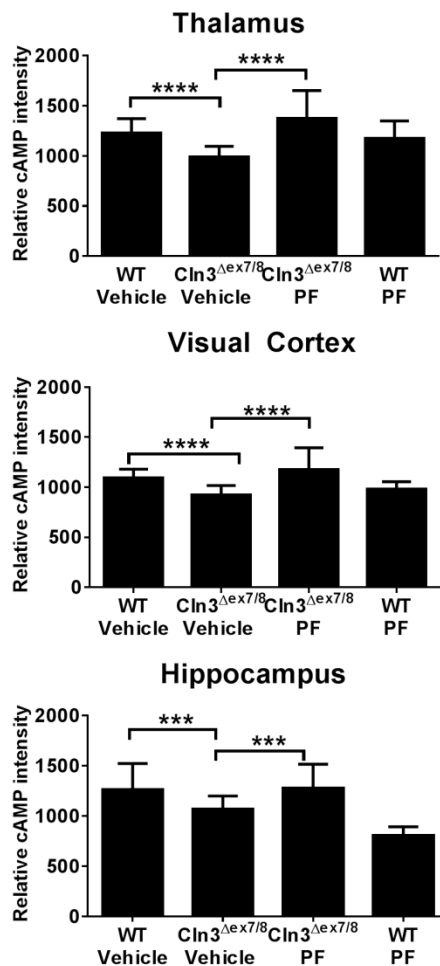 Thalamus
Relative cAMP intensity
2000
1500
1000
500
0
**** ****
WT Cln3Δex7/8 Cln3Δex7/8 WT
Vehicle Vehicle PF PF
Visual Cortex
Relative cAMP intensity
2000
1500
1000
500
0
**** ****
WT Cln3Δex7/8 Cln3Δex7/8 WT
Vehicle Vehicle PF PF
Hippocampus
Relative cAMP intensity
2000
1500
1000
500
0
*** ***
WT Cln3Δex7/8 Cln3Δex7/8 WT
Vehicle Vehicle PF PF